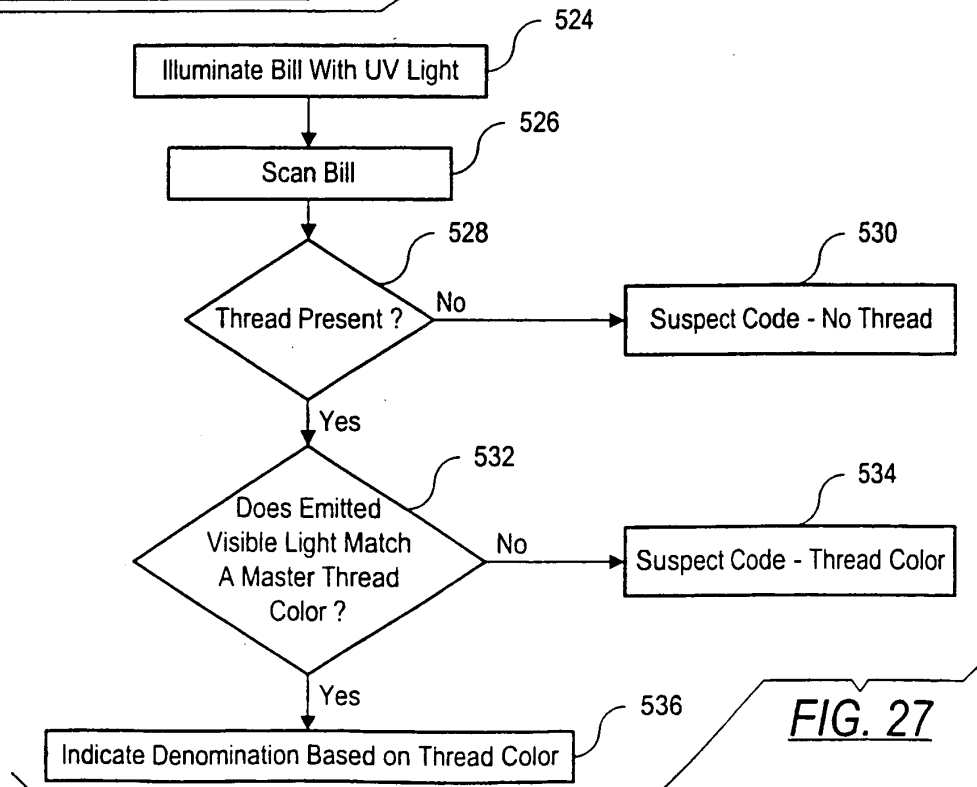 524
Illuminate Bill With UV Light
526
Scan Bill
528
530
Thread Present ?
No
Suspect Code - No Thread
Yes
532
534
Does Emitted
Visible Light Match
A Master Thread
Color ?
No
Suspect Code - Thread Color
Yes
536
Indicate Denomination Based on Thread Color
FIG. 27